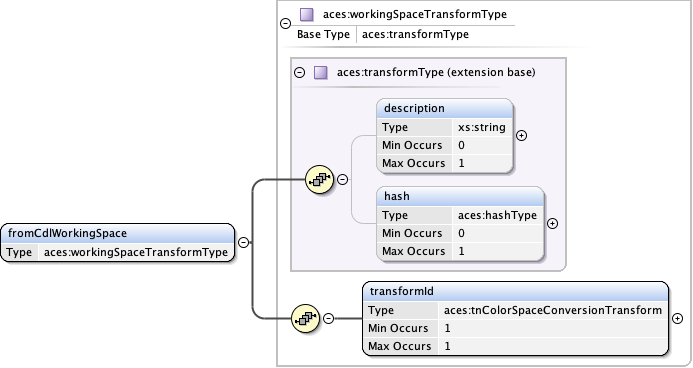 aces:workingSpaceTransformType
Base Type aces:transformType
aces:transformType (extension base)
description
Type xs:string
Min Occurs 0
Max Occurs 1
hash
Type aces:hashType
Min Occurs 0
Max Occurs 1
fromCdlWorkingSpace
Type aces:workingSpaceTransformType
transformId
Type aces:tnColorSpaceConversionTransform
Min Occurs 1
Max Occurs 1